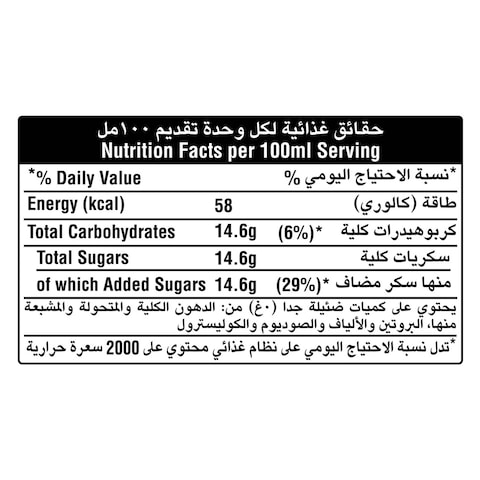 حقائق غذائية لكل وحدة تقديم ١٠٠مل
Nutrition Facts per 100ml Serving
*% Daily Value % نسبة الاحتياج اليومي*
Energy (kcal) 58 طاقة (كالوري)
Total Carbohydrates 14.6g (6%)* كربوهيدرات كلية
Total Sugars 14.6g سكريات كلية
of which Added Sugars 14.6g (29%)* منها سكر مضاف
يحتوي على كميات ضئيلة جدا (٠غ) من: الدهون الكلية والمتحولة والمشبعة
منها، البروتين والألياف والصوديوم والكوليسترول
*تدل نسبة الاحتياج اليومي على نظام غذائي محتوي على 2000 سعرة حرارية